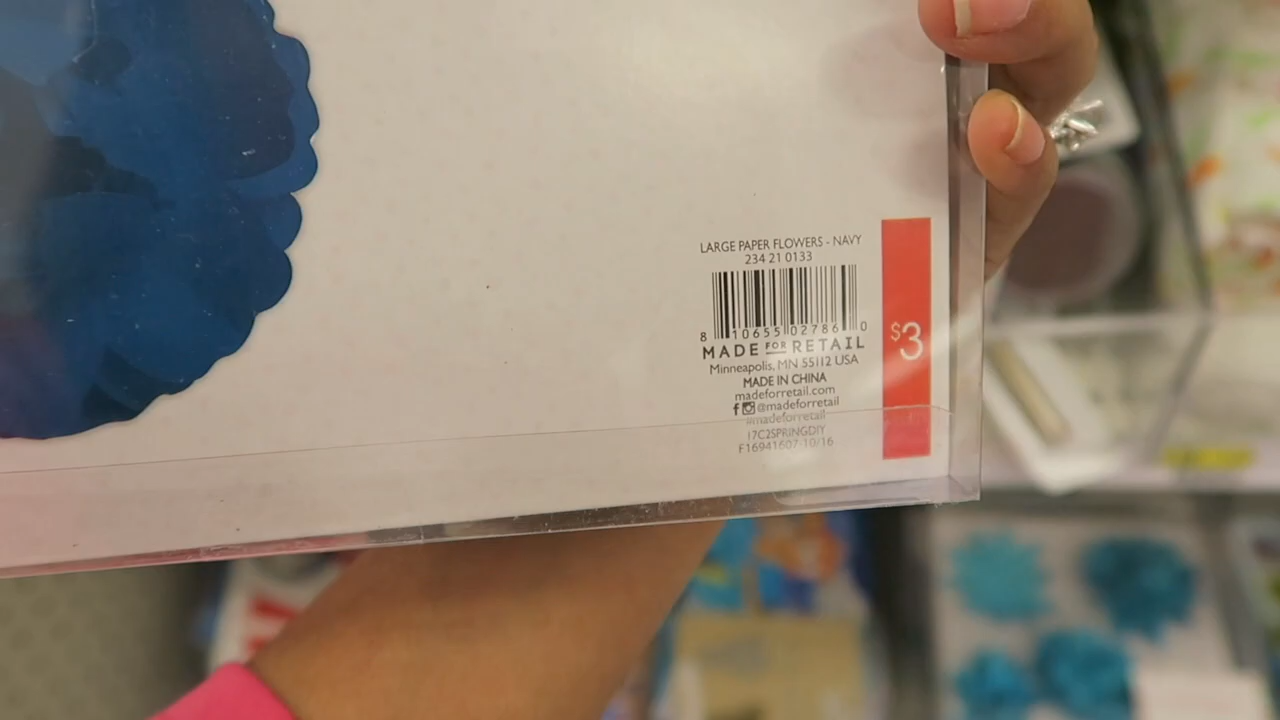 LARGE PAPER FLOWERS - NAVY
234 21 0133
8 10655 02786 0
MADE FOR RETAIL
Minneapolis, MN 55112 USA
MADE IN CHINA
madeforretail.com
@madeforretail
#madeforretail
17C2SPRINGDIY
F16941607-10/16
$3